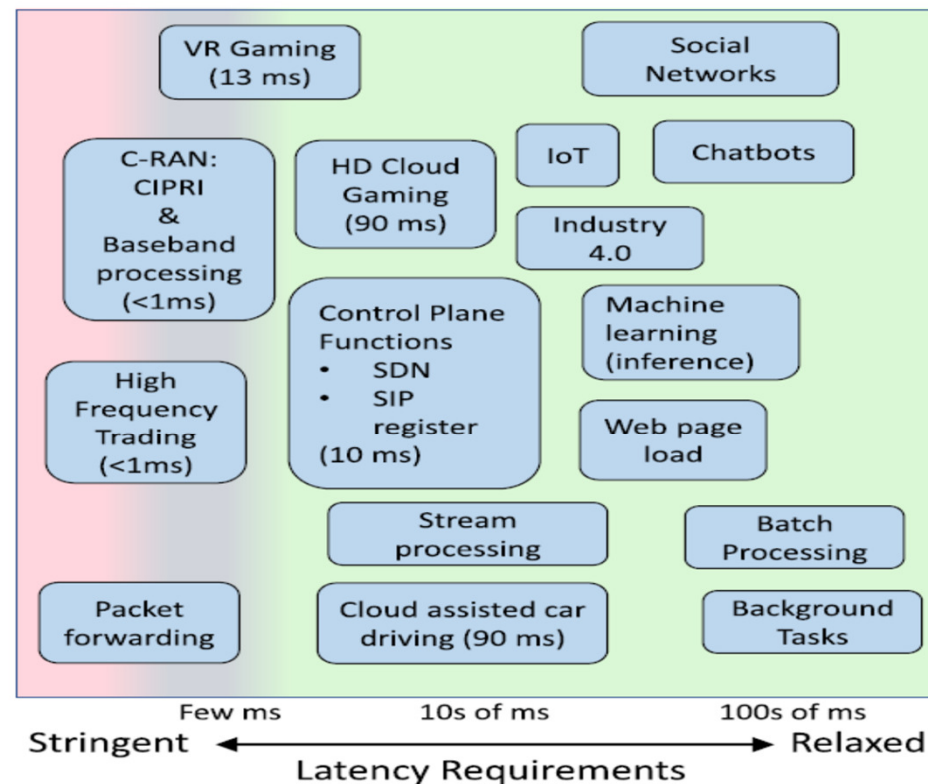 VR Gaming
(13 ms)
Social
Networks
C-RAN:
CIPRI
&
Baseband
processing
(<1ms)
HD Cloud
Gaming
(90 ms)
IoT
Chatbots
Industry
4.0
Control Plane
Functions
• SDN
• SIP
register
(10 ms)
Machine
learning
(inference)
High
Frequency
Trading
(<1ms)
Web page
load
Stream
processing
Batch
Processing
Packet
forwarding
Cloud assisted car
driving (90 ms)
Background
Tasks
Few ms
10s of ms
100s of ms
Stringent
Relaxed
Latency Requirements